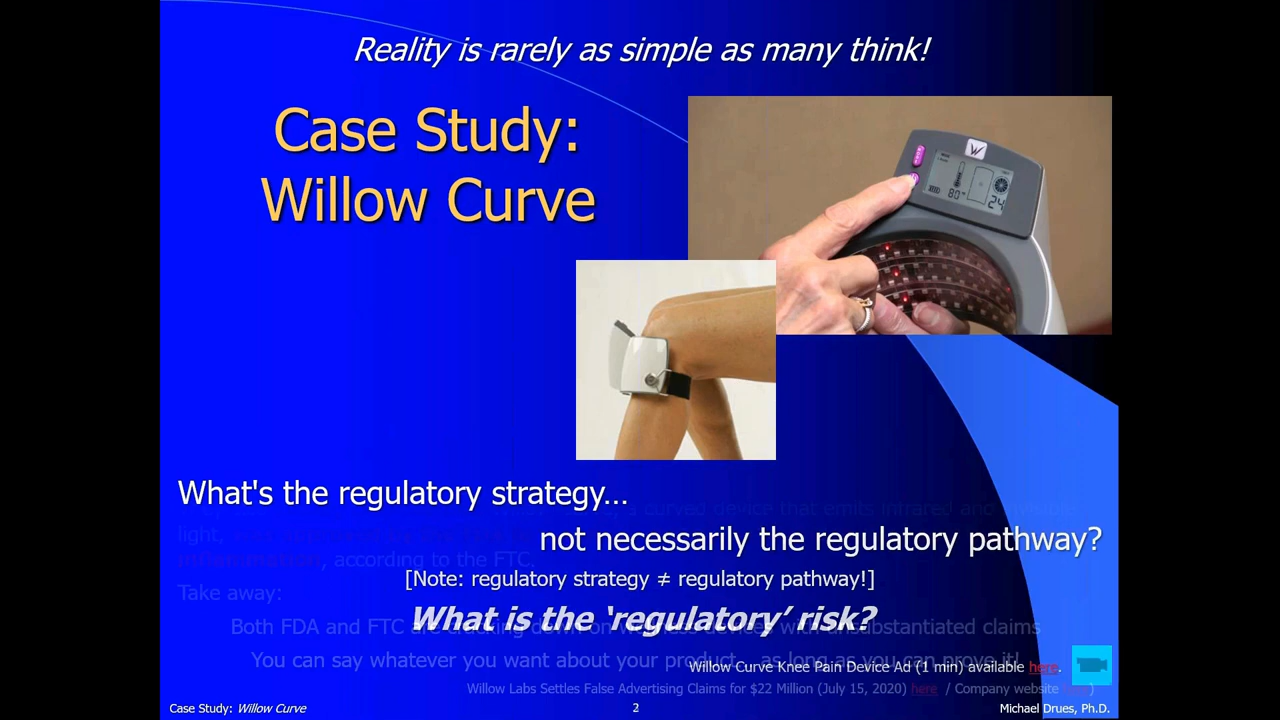 Reality is rarely as simple as many think!
Case Study:
Willow Curve
W
80
24
What's the regulatory strategy…
a curved device that emits infrared and
light,
not necessarily the regulatory pathway?
inflammation, according to the FTC.
[Note: regulatory strategy ≠ regulatory pathway!]
Take away:
What is the ‘regulatory’ risk?
Both FDA and FTC are cracking down on wellness devices with unsubstantiated claims
You can say whatever you want about your product… as long as you can prove it!
Willow Curve Knee Pain Device Ad (1 min) available here.
Willow Labs Settles False Advertising Claims for $22 Million (July 15, 2020) here / Company website here)
Case Study: Willow Curve
2
Michael Drues, Ph.D.